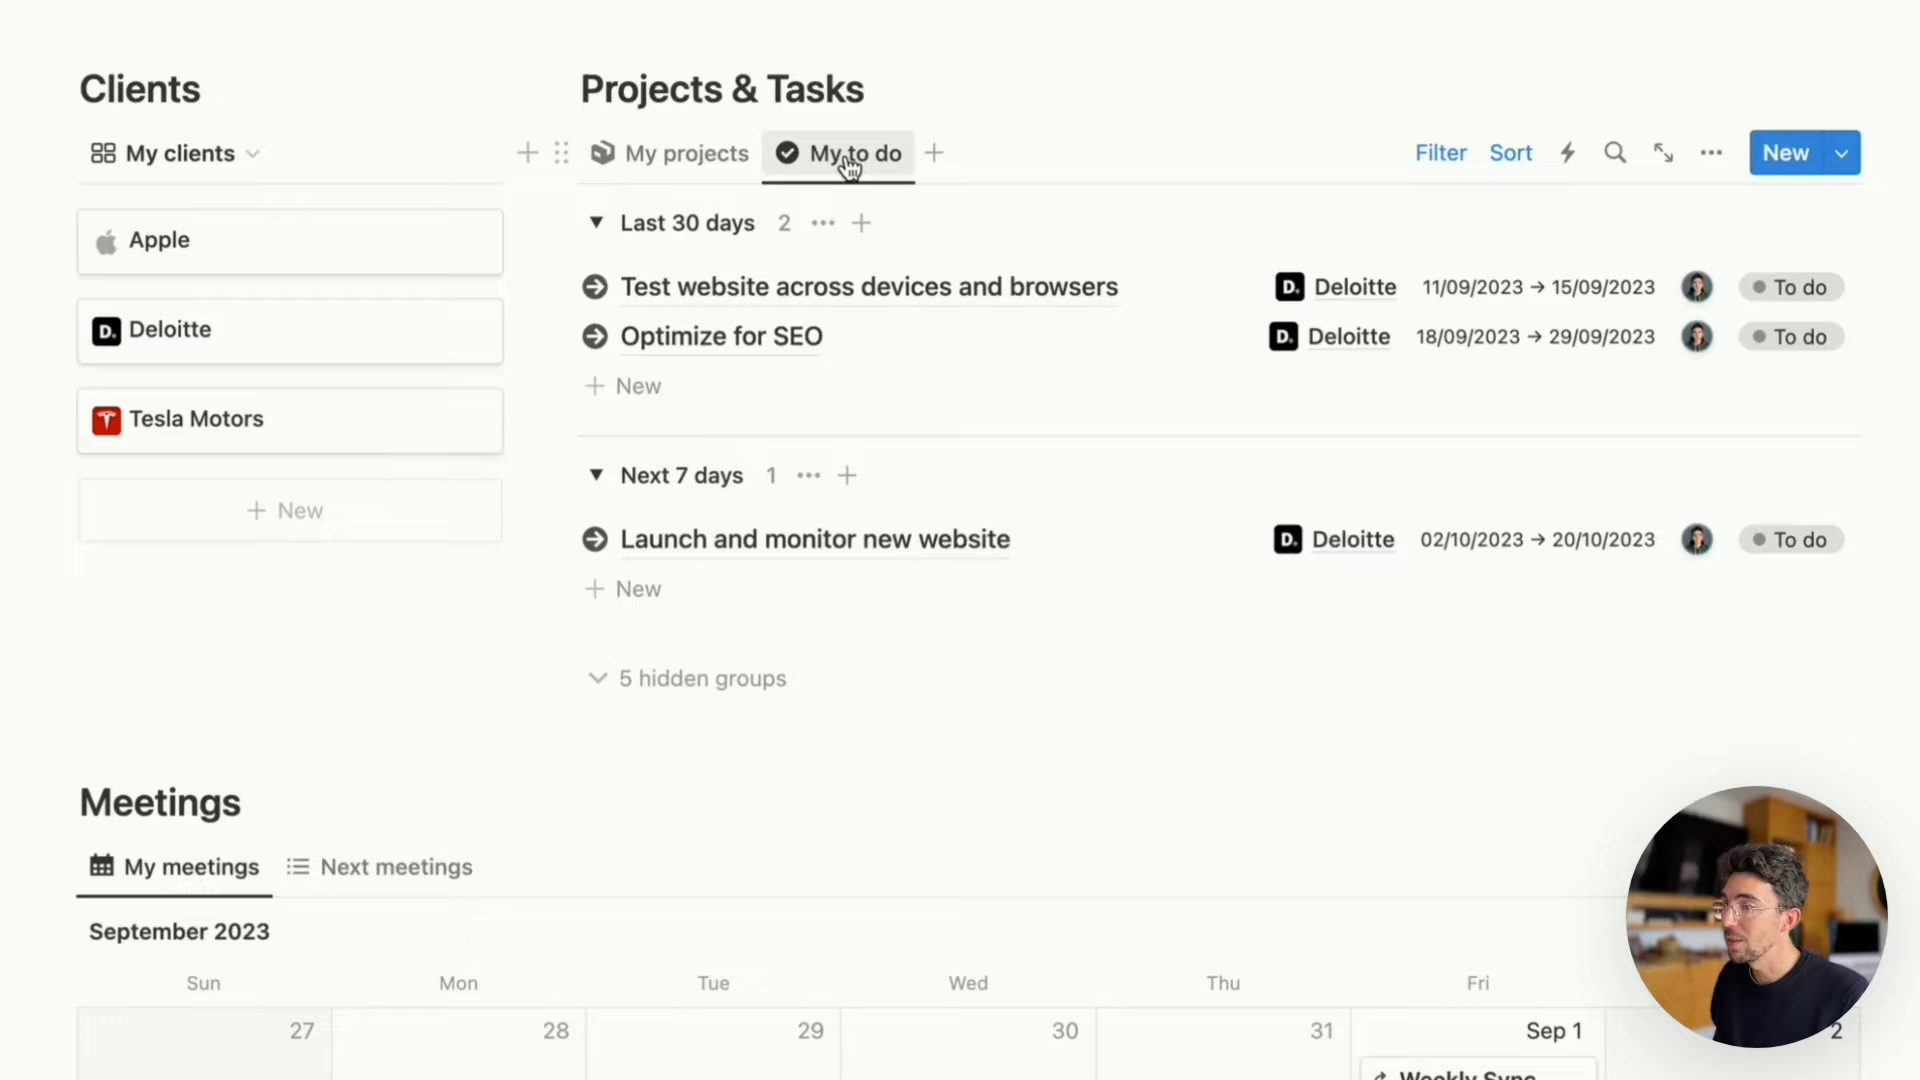 Clients
My clients
Apple
D. Deloitte
Tesla Motors
+ New
Projects & Tasks
My projects
My to do
Filter
Sort
New
Last 30 days 2
Test website across devices and browsers
D. Deloitte
11/09/2023 → 15/09/2023
To do
Optimize for SEO
D. Deloitte
18/09/2023 → 29/09/2023
To do
+ New
Next 7 days 1
Launch and monitor new website
D. Deloitte
02/10/2023 → 20/10/2023
To do
+ New
5 hidden groups
Meetings
My meetings
Next meetings
September 2023
Sun Mon Tue Wed Thu Fri
27 28 29 30 31 Sep 1 2
Weekly Sync